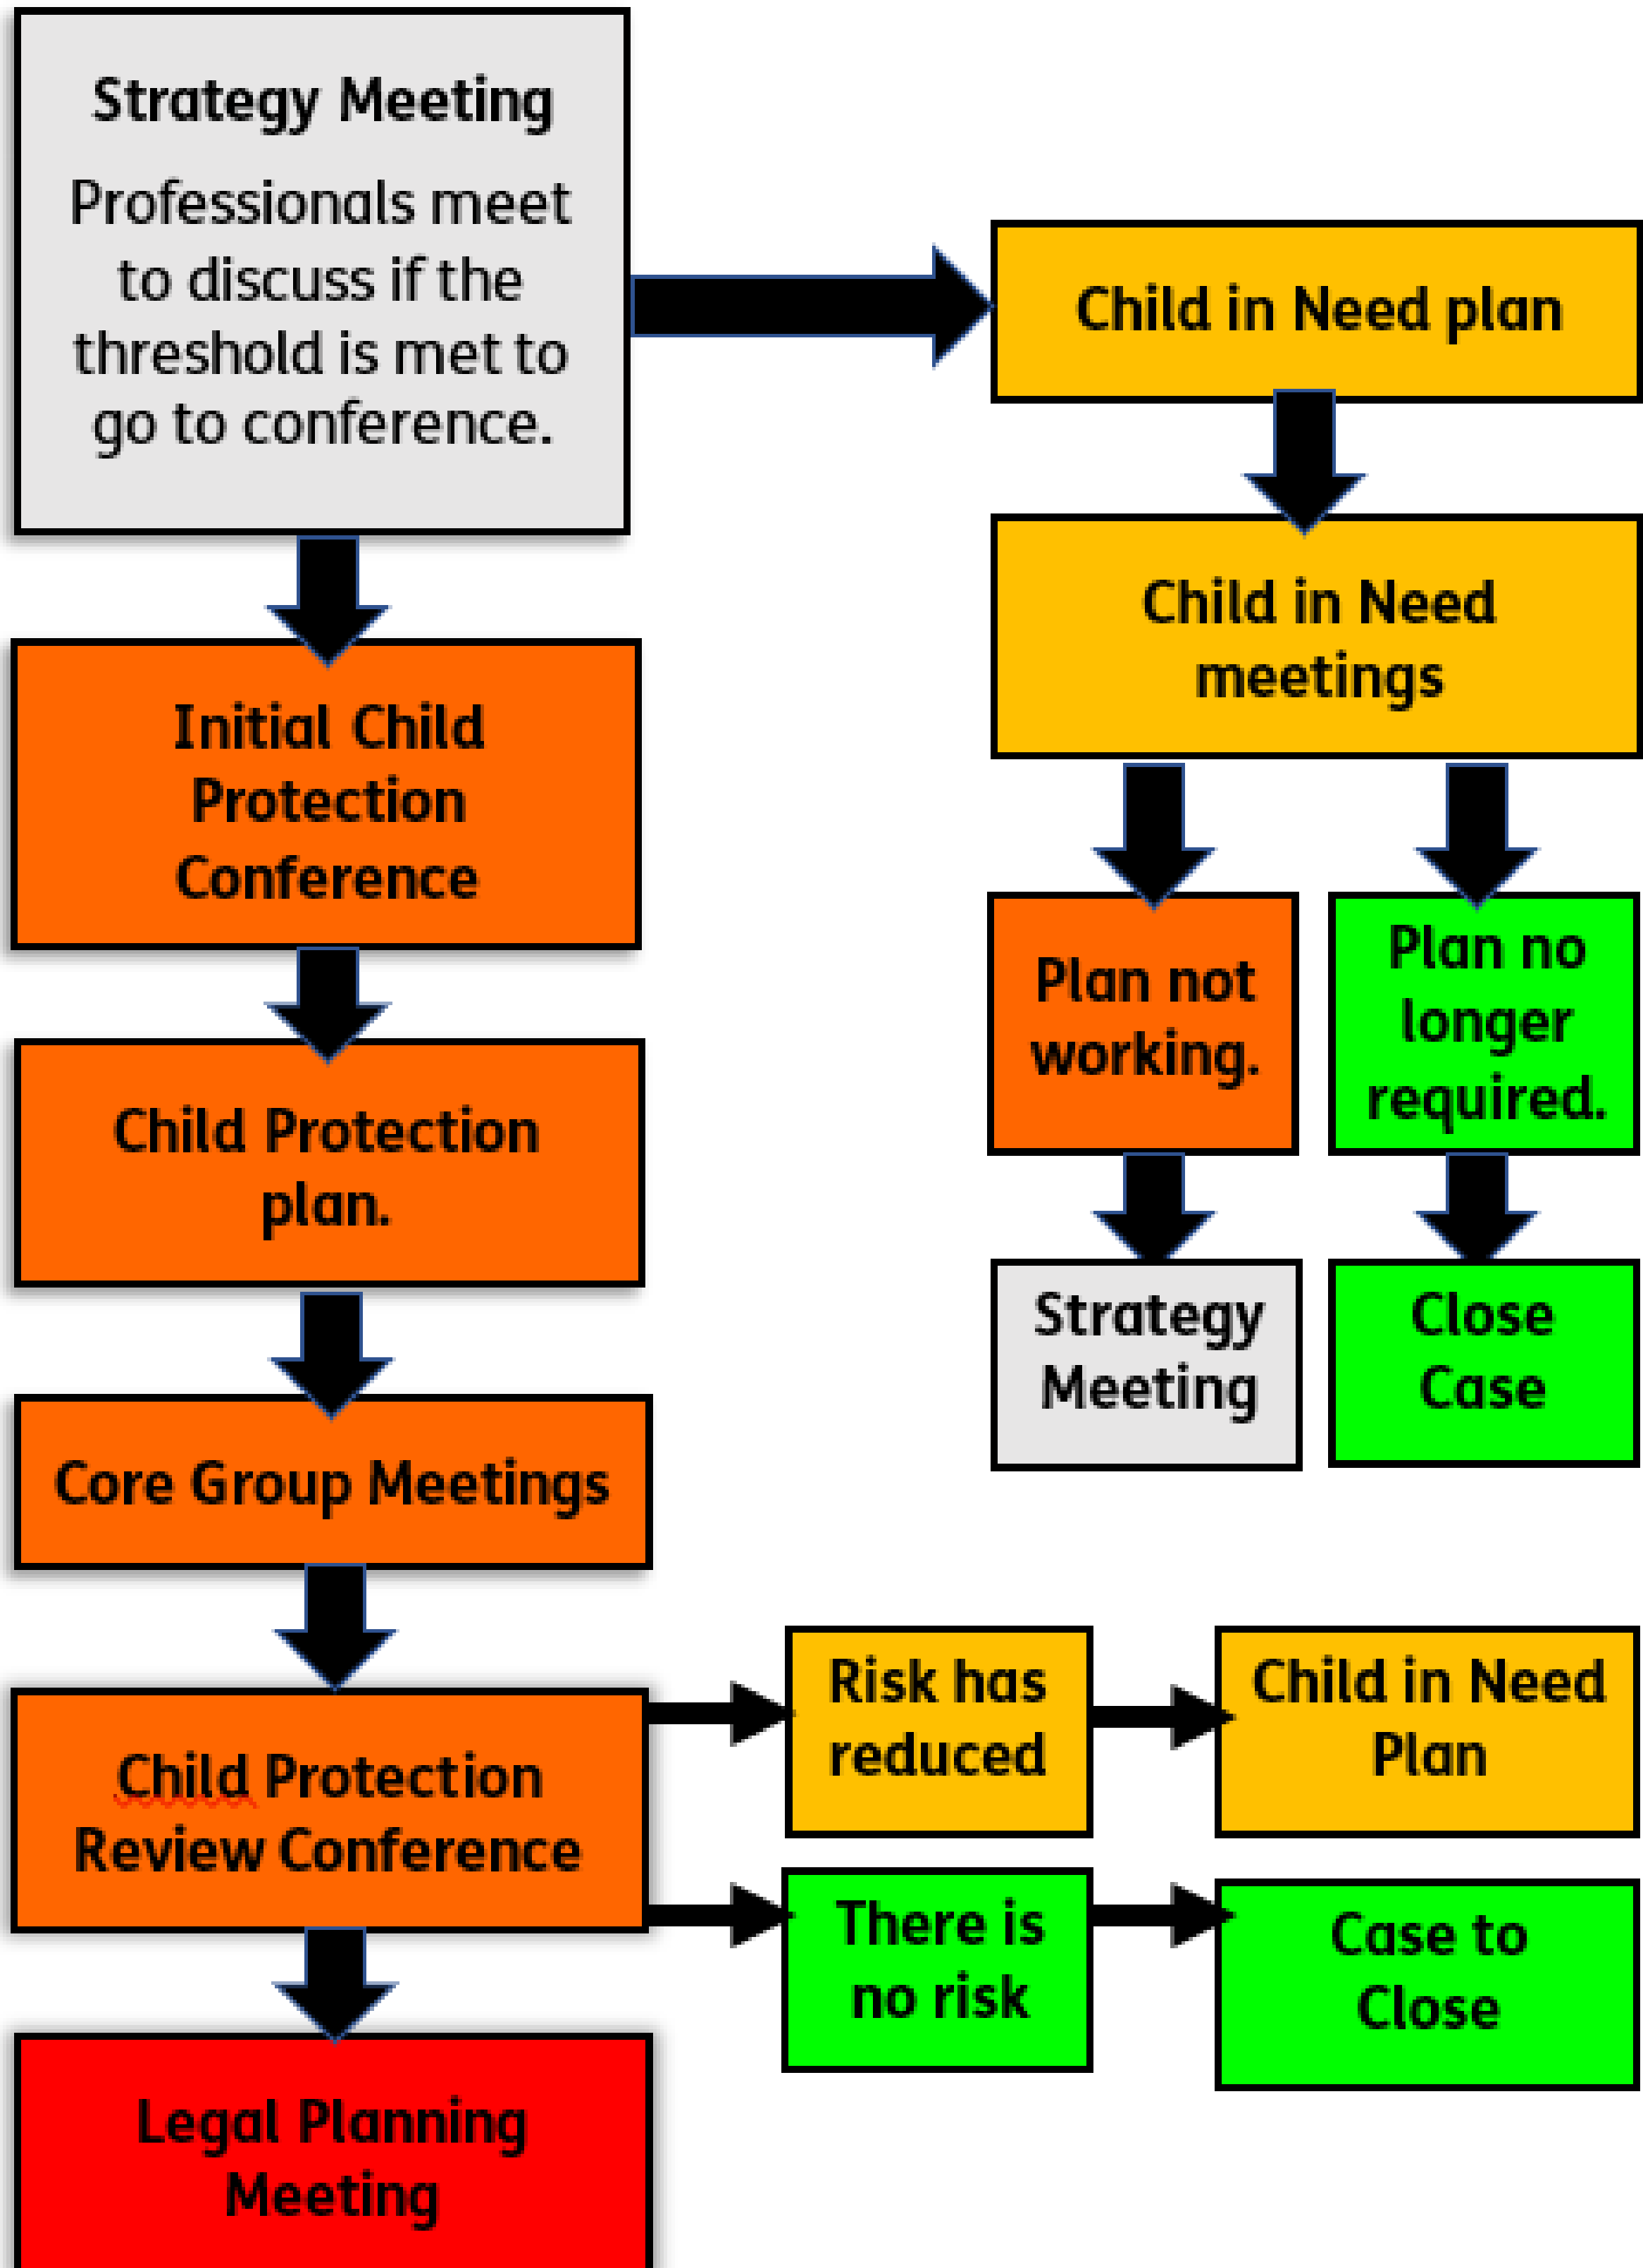 Strategy Meeting
Professionals meet
to discuss if the
threshold is met to
go to conference.
Child in Need plan
Child in Need
meetings
Initial Child
Protection
Conference
Plan not
working.
Plan no
longer
required.
Child Protection
plan.
Strategy
Meeting
Close
Case
Core Group Meetings
Child Protection
Review Conference
Risk has
reduced
Child in Need
Plan
There is
no risk
Case to
Close
Legal Planning
Meeting